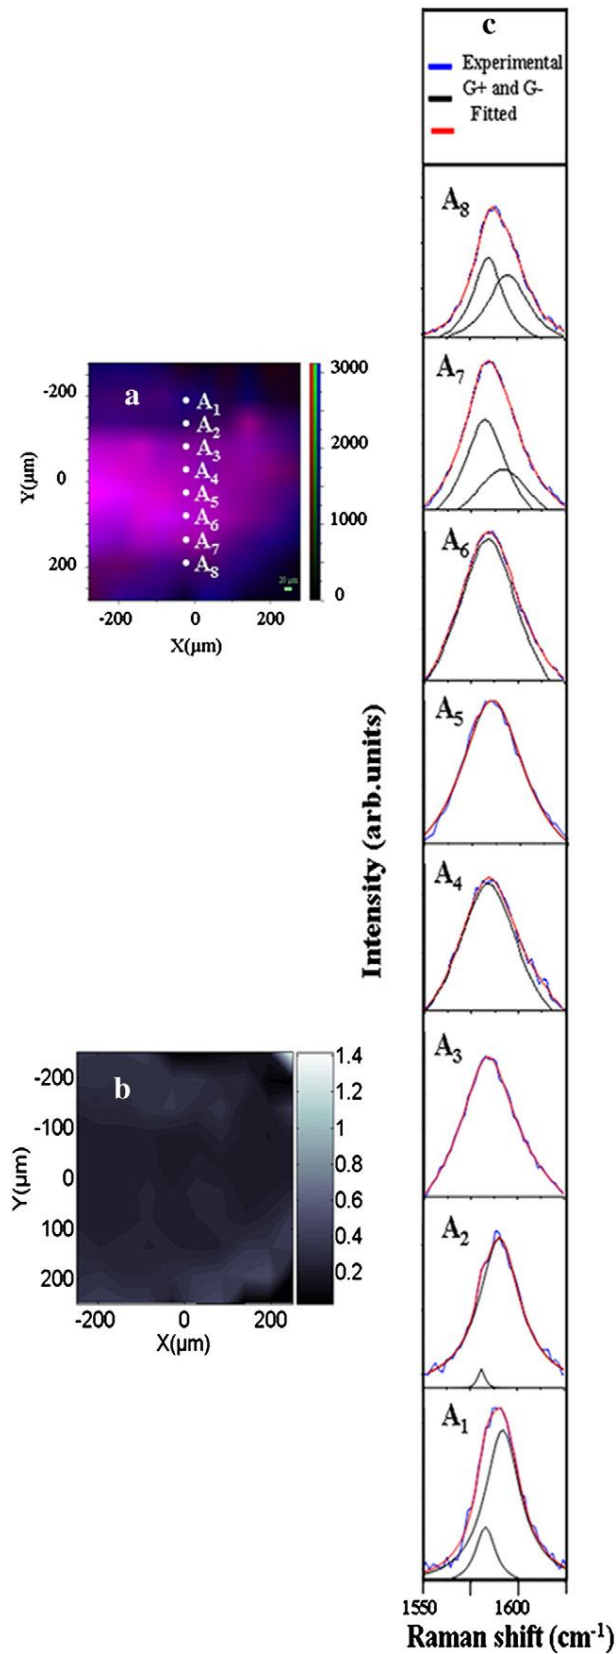 c
Experimental
G+ and G-
Fitted
A8
A7
A6
A5
A4
A3
A2
A1
1550
1600
Raman shift (cm-1)
Intensity (arb.units)
a
A1
A2
A3
A4
A5
A6
A7
A8
20 µm
-200
0
200
Y(µm)
-200
0
200
X(µm)
3000
2000
1000
0
b
-200
-100
0
100
200
Y(µm)
-200
0
200
X(µm)
1.4
1.2
1
0.8
0.6
0.4
0.2